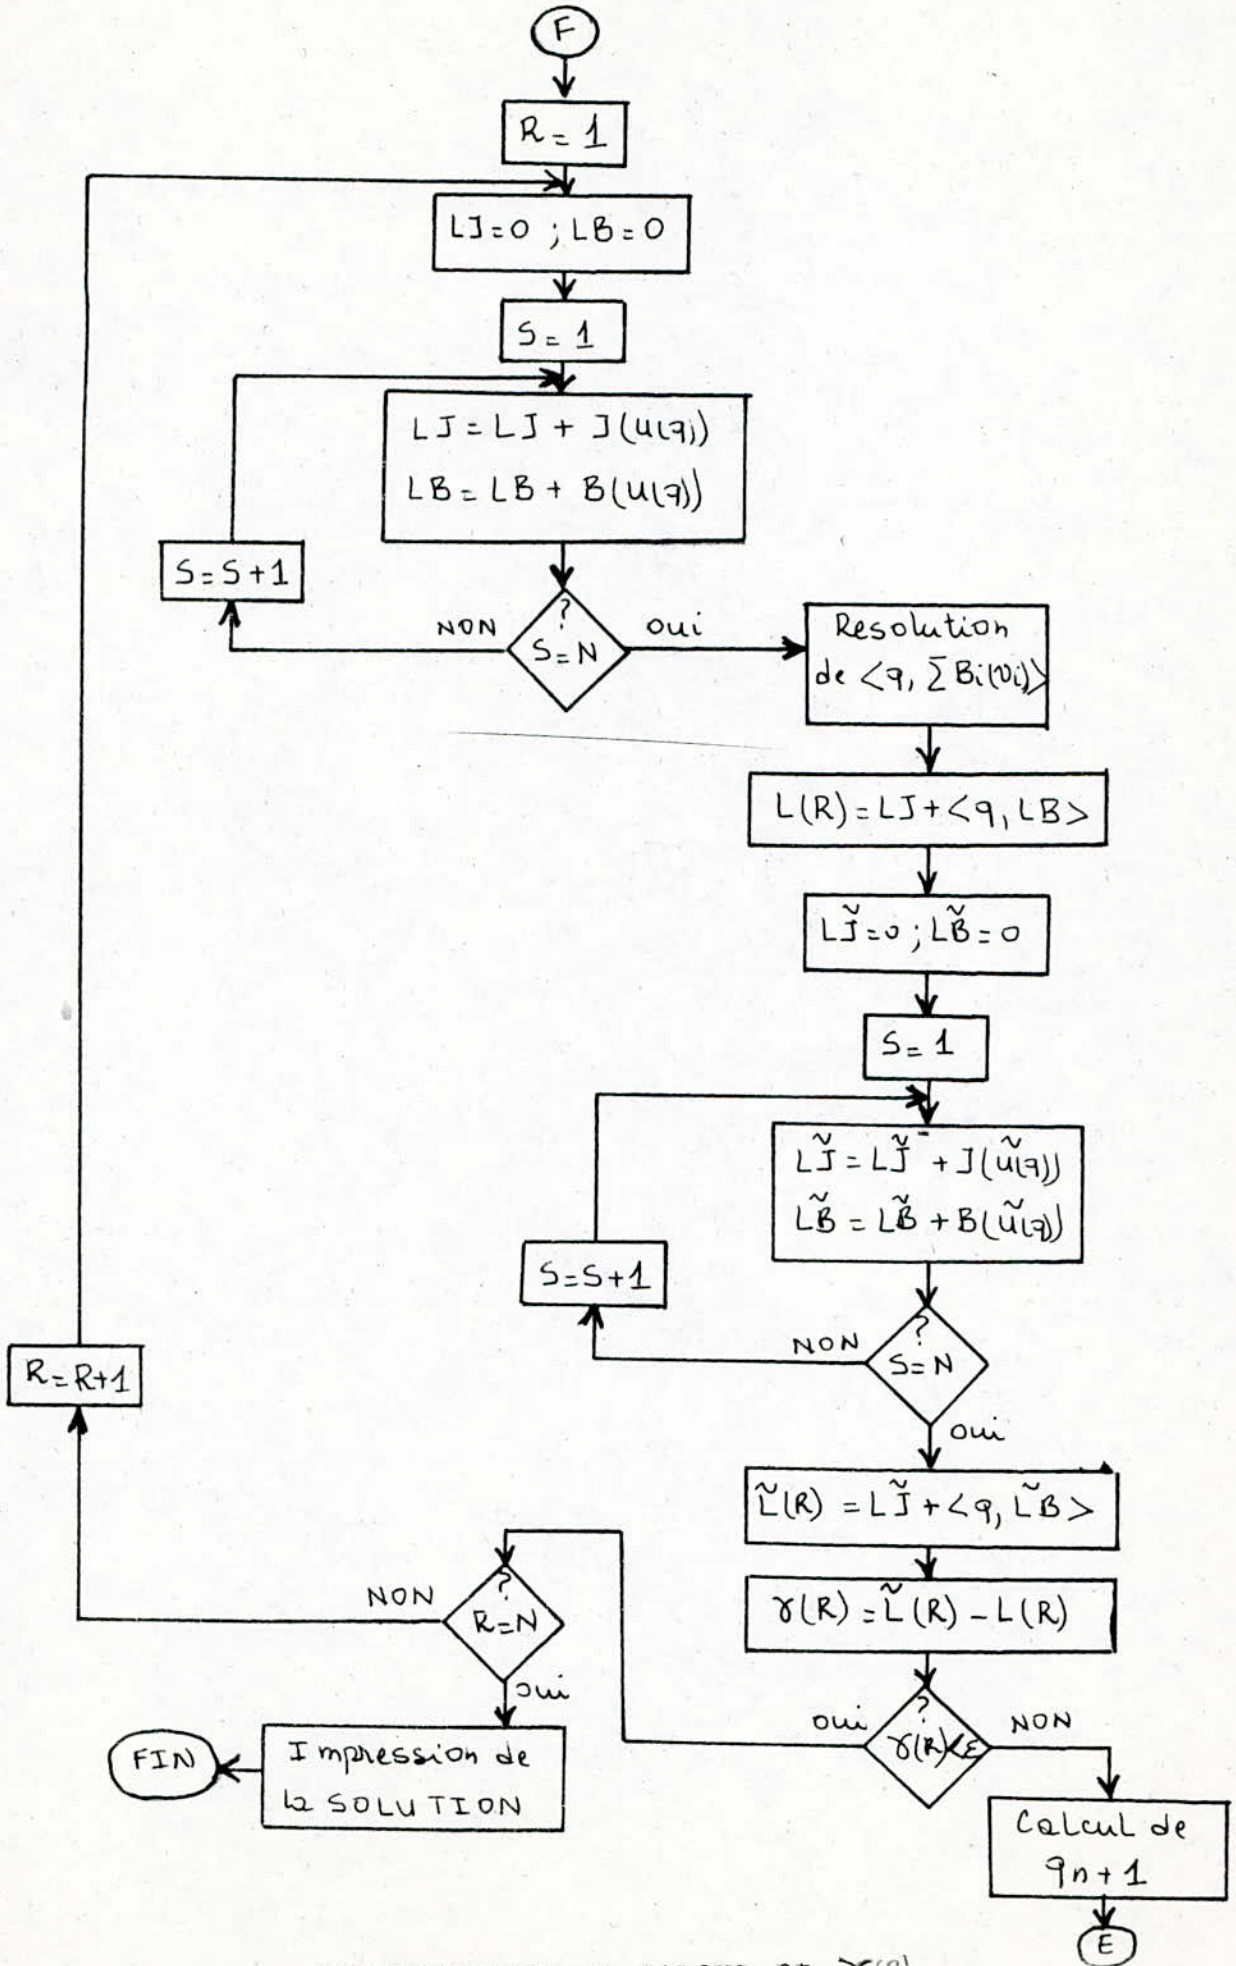 F
R = 1
LJ=0 ; LB=0
S = 1
LJ = LJ + J(u(q))
LB = LB + B(u(q))
S=S+1
NON
?
S=N
oui
Resolution
de <q, ∑Bi(vi)>
L(R) = LJ+<q, LB>
LJ̃=0 ; LB̃=0
S= 1
LJ̃ = LJ̃ + J(ũ(q))
LB̃ = LB̃ + B(ũ(q))
S=S+1
NON
?
S=N
oui
R=R+1
L̃(R) = LJ̃ + <q, L̃B>
γ(R) = L̃(R) - L(R)
NON
?
R=N
oui
oui
?
γ(R)<ε
NON
FIN
Impression de
la SOLUTION
Calcul de
qn+1
E